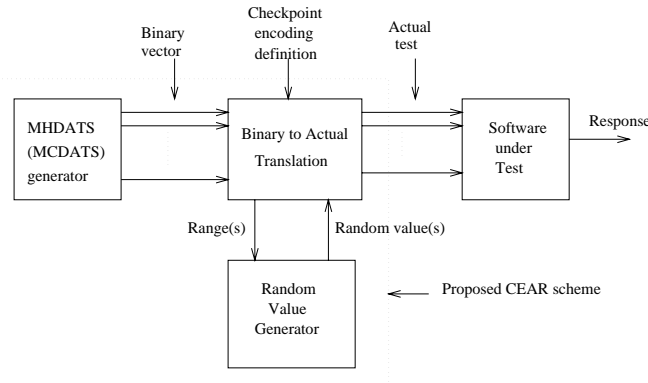 Binary
vector
Checkpoint
encoding
definition
Actual
test
MHDATS
(MCDATS)
generator
Binary to Actual
Translation
Software
under
Test
Response
Range(s)
Random value(s)
Random
Value
Generator
Proposed CEAR scheme